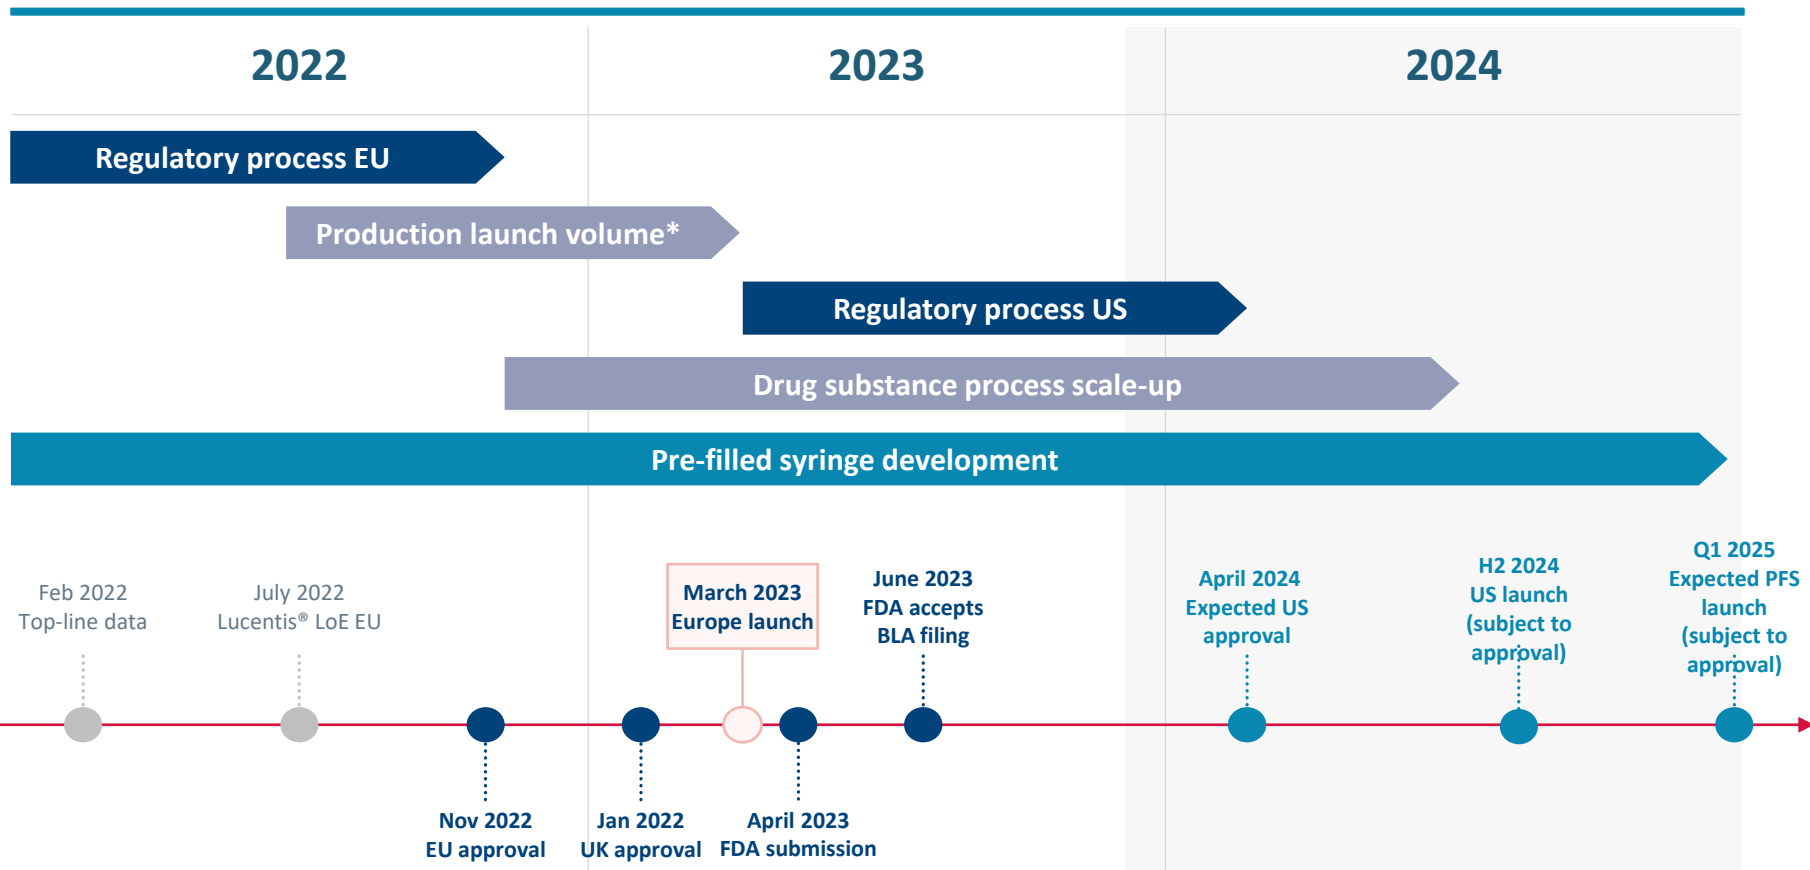 2022
2023
2024
Regulatory process EU
Production launch volume*
Regulatory process US
Drug substance process scale-up
Pre-filled syringe development
Feb 2022
Top-line data
July 2022
Lucentis® LoE EU
March 2023
Europe launch
June 2023
FDA accepts
BLA filing
April 2024
Expected US
approval
H2 2024
US launch
(subject to
approval)
Q1 2025
Expected PFS
launch
(subject to
approval)
Nov 2022
EU approval
Jan 2022
UK approval
April 2023
FDA submission